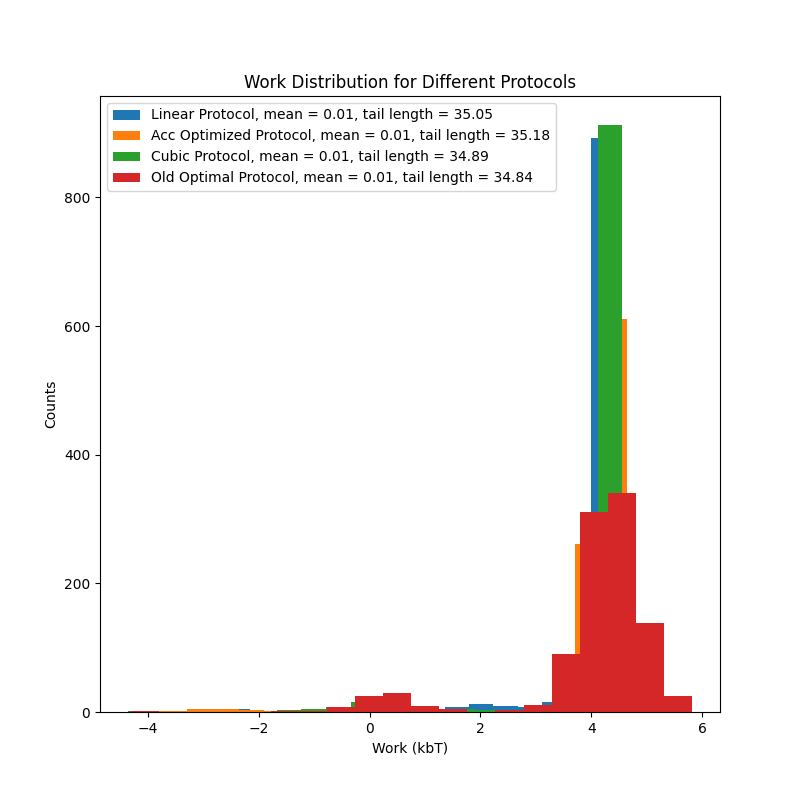 Work Distribution for Different Protocols
Linear Protocol, mean = 0.01, tail length = 35.05
Acc Optimized Protocol, mean = 0.01, tail length = 35.18
Cubic Protocol, mean = 0.01, tail length = 34.89
Old Optimal Protocol, mean = 0.01, tail length = 34.84
800
600
400
200
0
Counts
−4
−2
0
2
4
6
Work (kbT)